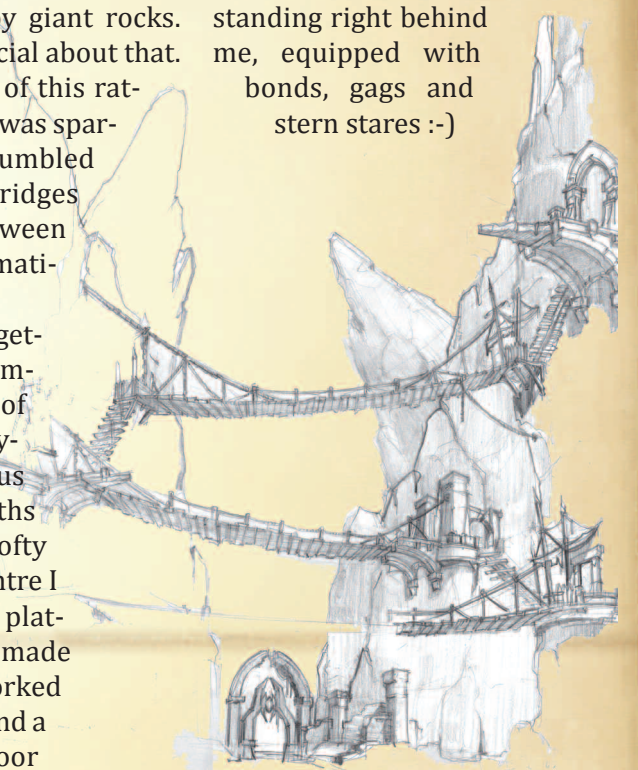 y giant rocks.
cial about that.
of this rat-
was spar-
umbled
ridges
ween
mati-
get-
m-
of
y-
us
ths
ofty
ntre I
plat-
made
orked
nd a
oor
standing right behind
me, equipped with
bonds, gags and
stern stares :-)